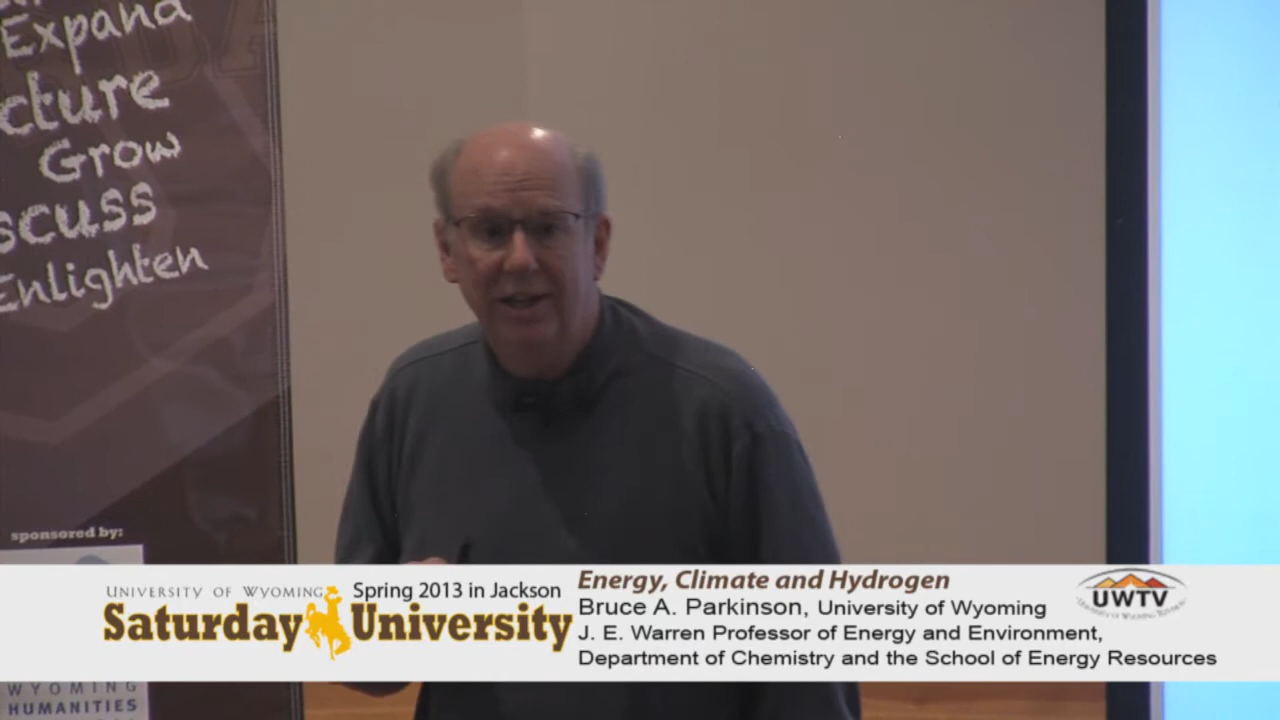 Expand
cture
Grow
scuss
Enlighten
sponsored by:
WYOMING
HUMANITIES
UNIVERSITY OF WYOMING
Spring 2013 in Jackson
Saturday University
Energy, Climate and Hydrogen
Bruce A. Parkinson, University of Wyoming
J. E. Warren Professor of Energy and Environment,
Department of Chemistry and the School of Energy Resources
UWTV